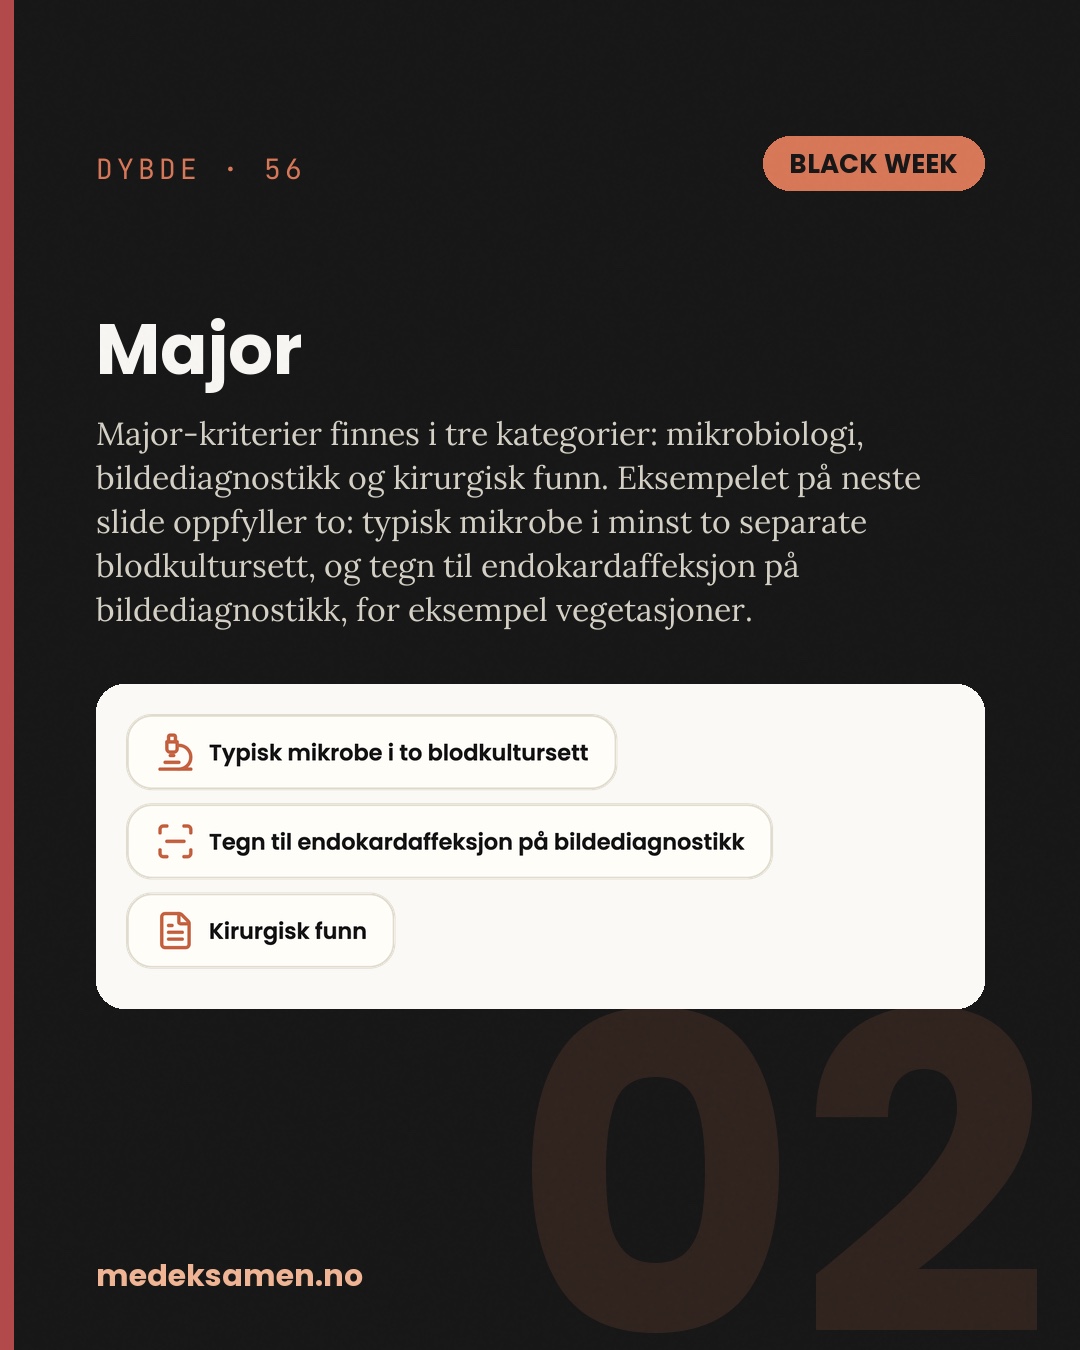 DYBDE · 56
BLACK WEEK
Major
Major-kriterier finnes i tre kategorier: mikrobiologi,
bildediagnostikk og kirurgisk funn. Eksempelet på neste
slide oppfyller to: typisk mikrobe i minst to separate
blodkultursett, og tegn til endokardaffeksjon på
bildediagnostikk, for eksempel vegetasjoner.
Typisk mikrobe i to blodkultursett
Tegn til endokardaffeksjon på bildediagnostikk
Kirurgisk funn
02
medeksamen.no